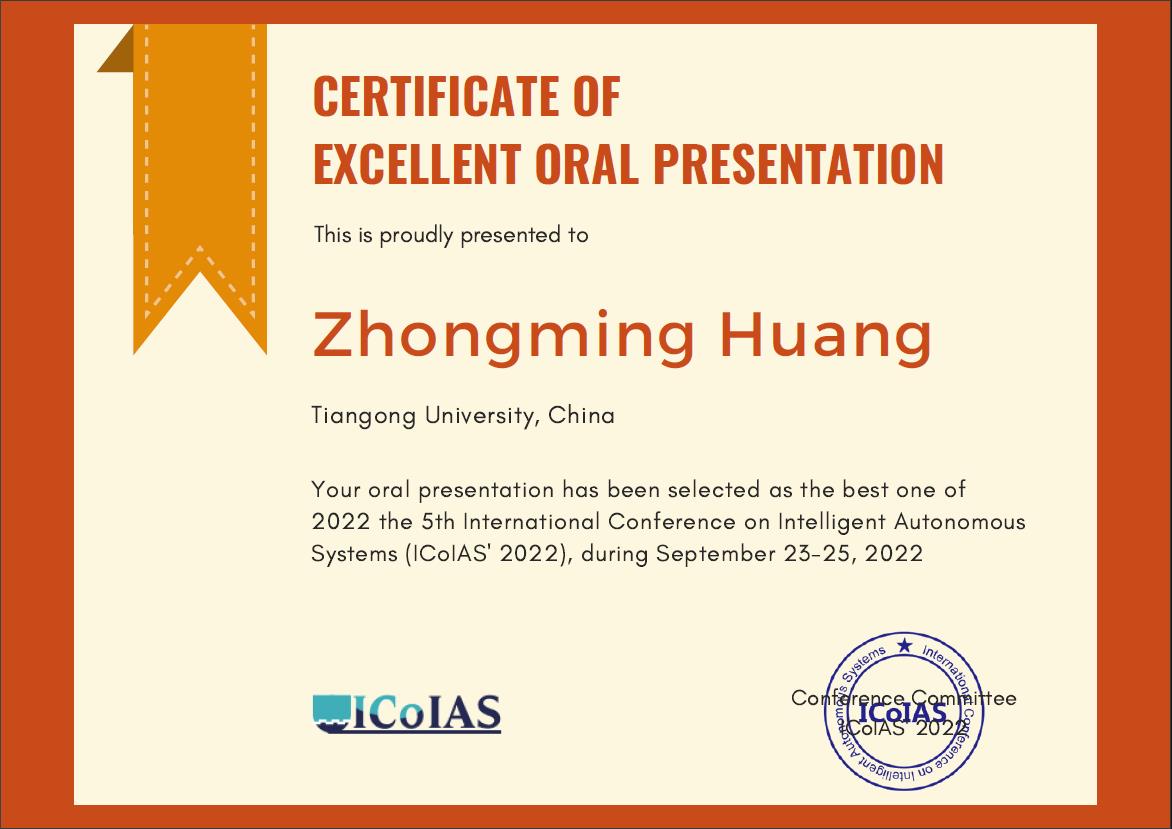 CERTIFICATE OF
EXCELLENT ORAL PRESENTATION
This is proudly presented to
Zhongming Huang
Tiangong University, China
Your oral presentation has been selected as the best one of
2022 the 5th International Conference on Intelligent Autonomous
Systems (ICoIAS' 2022), during September 23-25, 2022
ICoIAS
Conference Committee
ICoIAS' 2022
International Conference on Intelligent Autonomous Systems
ICoIAS